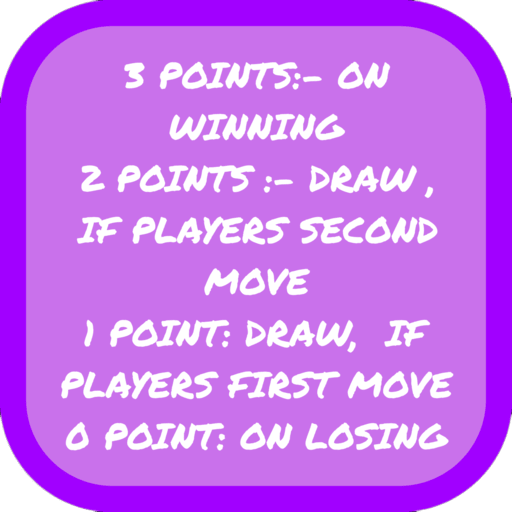 3 POINTS:- ON
WINNING
2 POINTS :- DRAW ,
IF PLAYERS SECOND
MOVE
1 POINT: DRAW,  IF
PLAYERS FIRST MOVE
0 POINT: ON LOSING